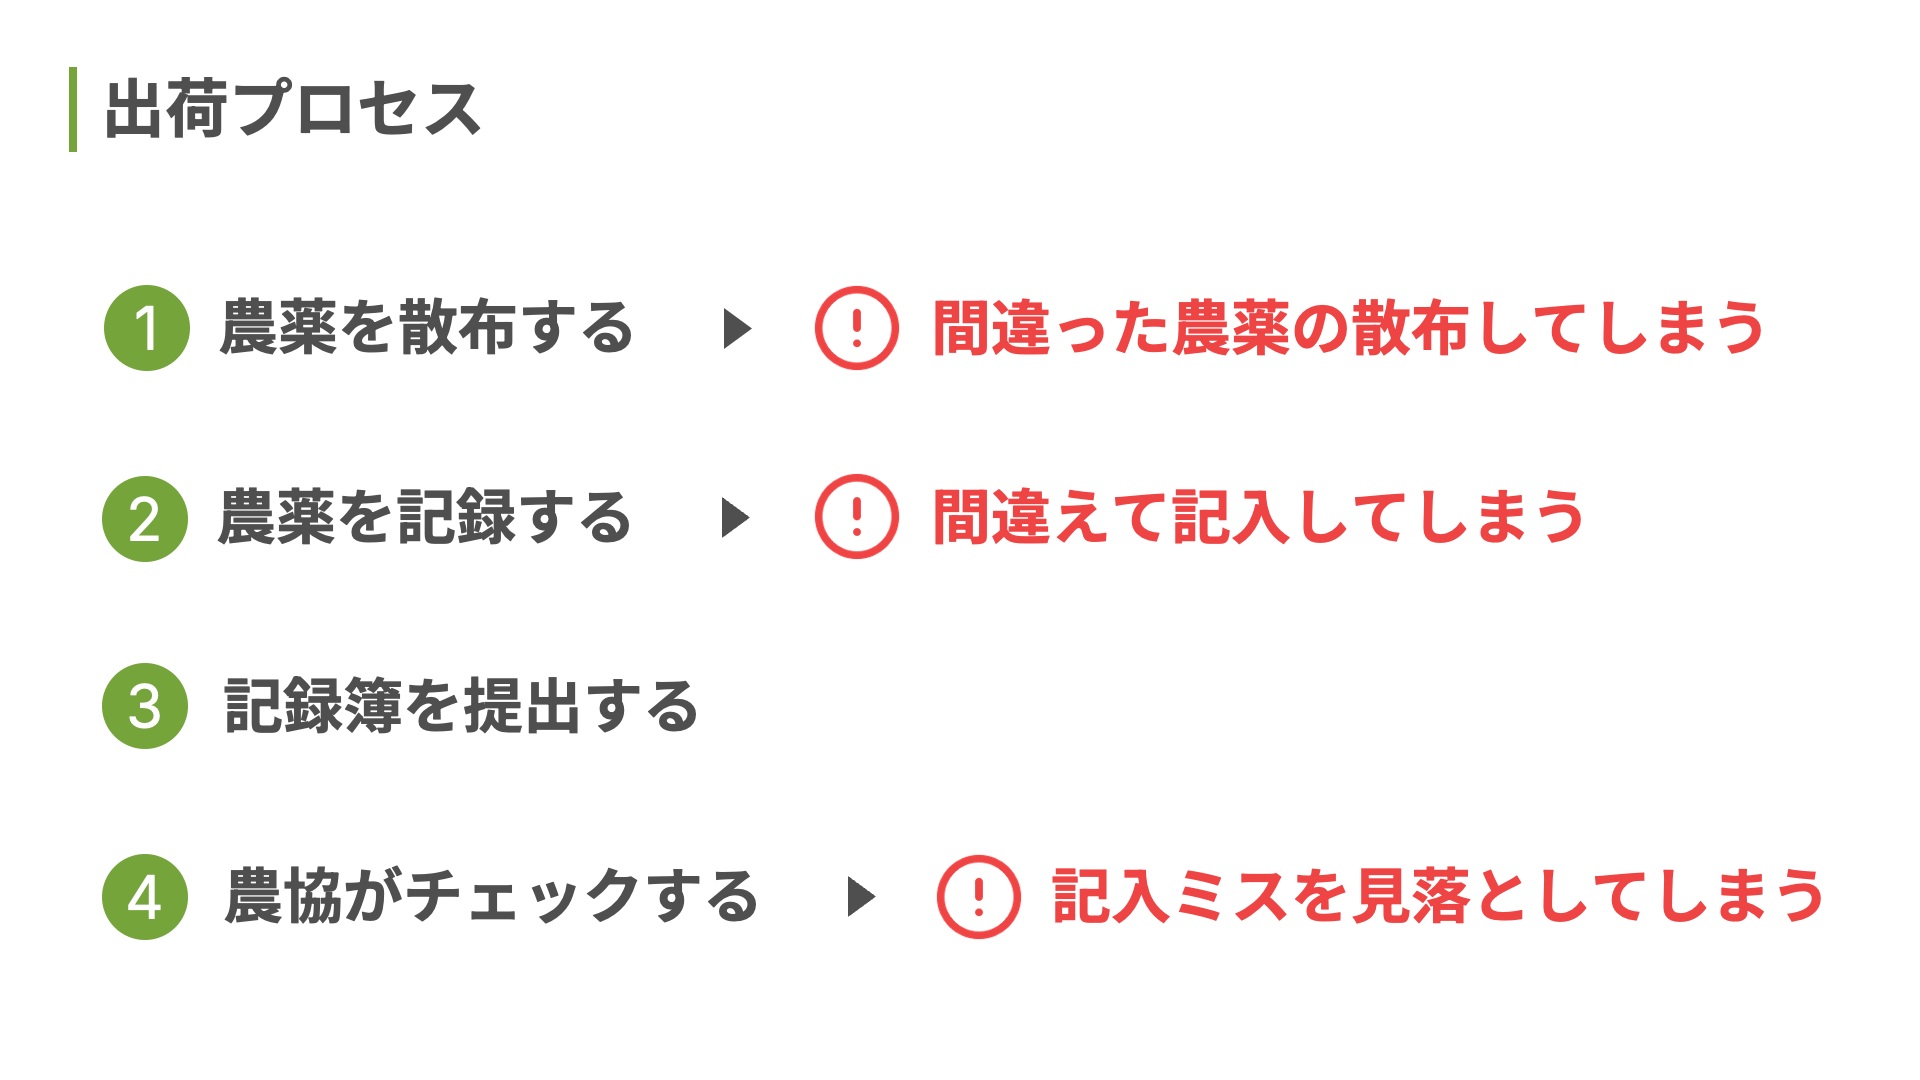 出荷プロセス
1 農薬を散布する ▶ 間違った農薬の散布してしまう
2 農薬を記録する ▶ 間違えて記入してしまう
3 記録簿を提出する
4 農協がチェックする ▶ 記入ミスを見落としてしまう